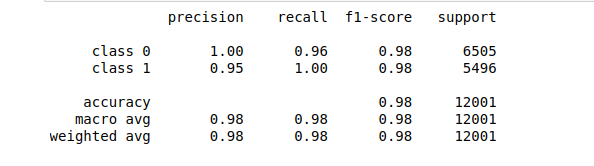 precision recall f1-score support
class 0 1.00 0.96 0.98 6505
class 1 0.95 1.00 0.98 5496
accuracy 0.98 12001
macro avg 0.98 0.98 0.98 12001
weighted avg 0.98 0.98 0.98 12001